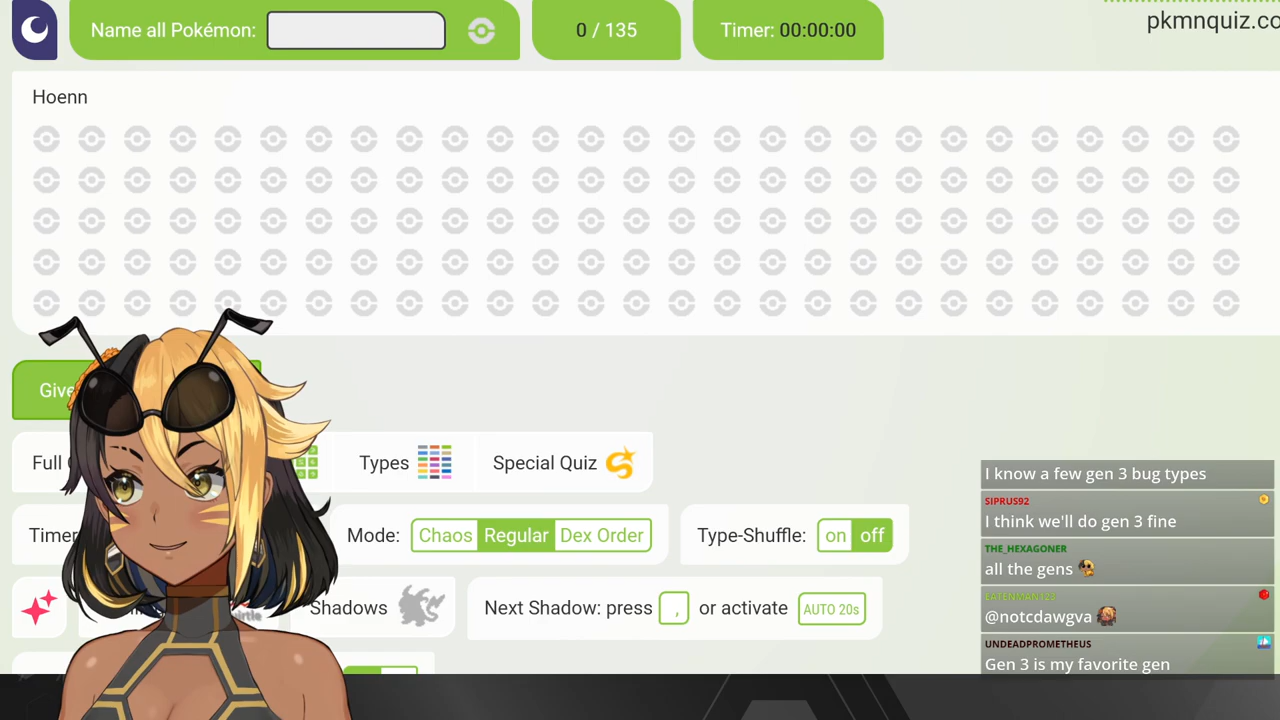 Name all Pokémon:
0 / 135
Timer: 00:00:00
pkmnquiz.co
Hoenn
Give
Full
Types
Special Quiz
Timer
Mode: Chaos Regular Dex Order
Type-Shuffle: on off
Shadows
Next Shadow: press , or activate AUTO 20s
I know a few gen 3 bug types
SIPRUS92
I think we'll do gen 3 fine
THE_HEXAGONER
all the gens
@notcdawgva
UNDEADPROMETHEUS
Gen 3 is my favorite gen